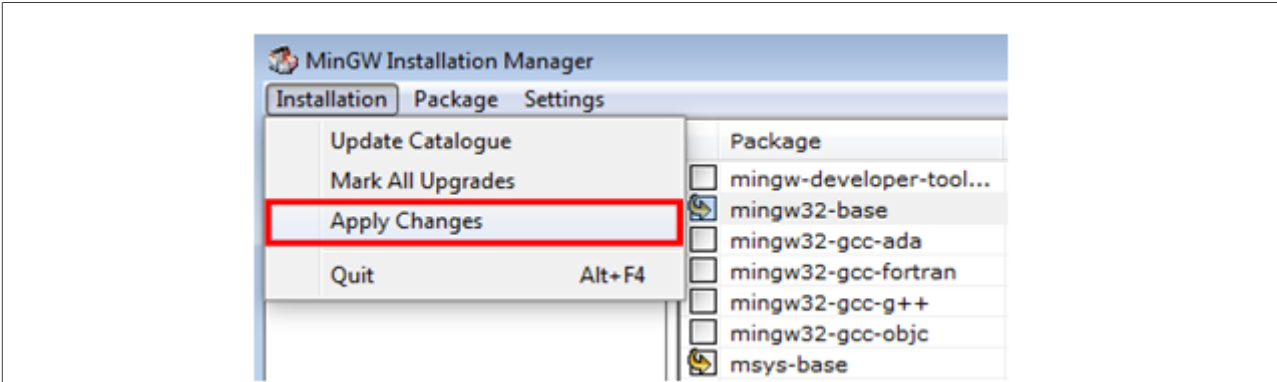 MinGW Installation Manager
Installation Package Settings
Update Catalogue
Mark All Upgrades
Apply Changes
Quit Alt+F4
Package
mingw-developer-tool...
mingw32-base
mingw32-gcc-ada
mingw32-gcc-fortran
mingw32-gcc-g++
mingw32-gcc-objc
msys-base